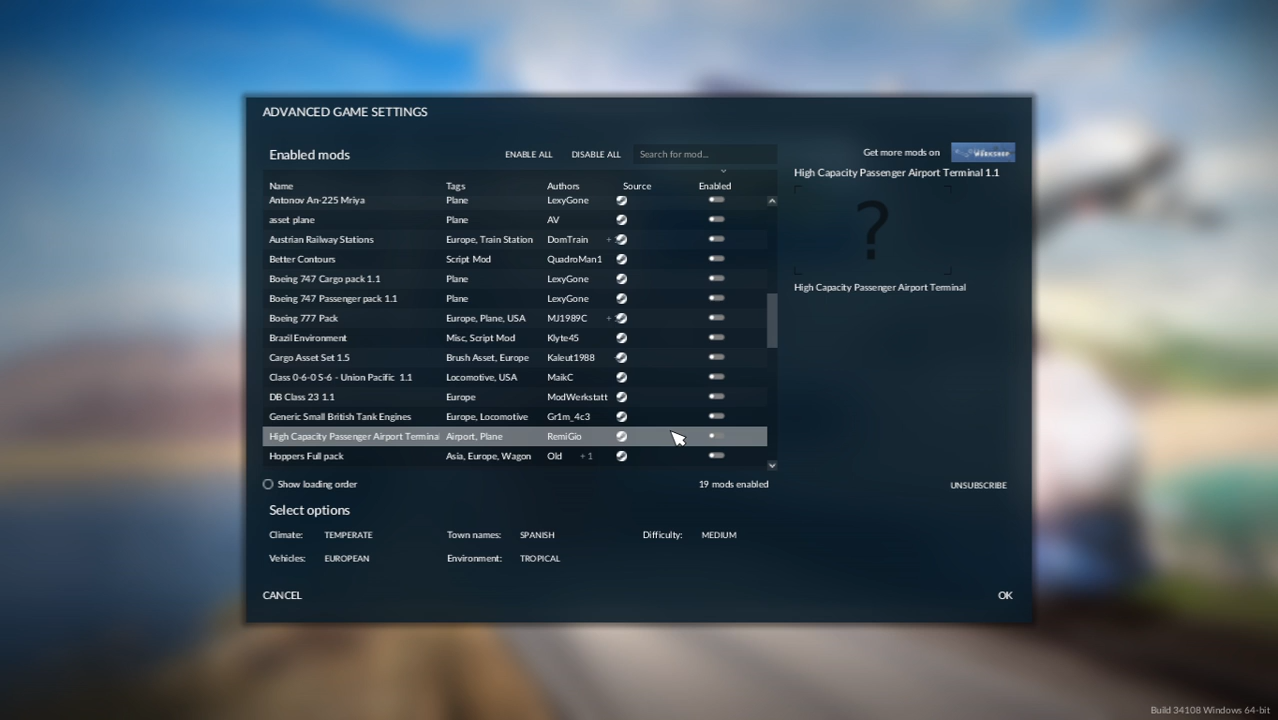 ADVANCED GAME SETTINGS
Enabled mods ENABLE ALL DISABLE ALL Search for mod... Get more mods on WORKSHOP
High Capacity Passenger Airport Terminal 1.1
Name Tags Authors Source Enabled
Antonov An-225 Mriya Plane LexyGone
asset plane Plane AV
Austrian Railway Stations Europe, Train Station DomTrain +
Better Contours Script Mod QuadroMan1
Boeing 747 Cargo pack 1.1 Plane LexyGone
High Capacity Passenger Airport Terminal
Boeing 747 Passenger pack 1.1 Plane LexyGone
Boeing 777 Pack Europe, Plane, USA MJ1989C +
Brazil Environment Misc, Script Mod Klyte45
Cargo Asset Set 1.5 Brush Asset, Europe Kaleut1988
Class 0-6-0 S-6 - Union Pacific 1.1 Locomotive, USA MaikC
DB Class 23 1.1 Europe ModWerkstatt
Generic Small British Tank Engines Europe, Locomotive Gr1m_4c3
High Capacity Passenger Airport Termina Airport, Plane RemiGio
Hoppers Full pack Asia, Europe, Wagon Old + 1
Show loading order 19 mods enabled UNSUBSCRIBE
Select options
Climate: TEMPERATE Town names: SPANISH Difficulty: MEDIUM
Vehicles: EUROPEAN Environment: TROPICAL
CANCEL OK
Build 34108 Windows 64-bit